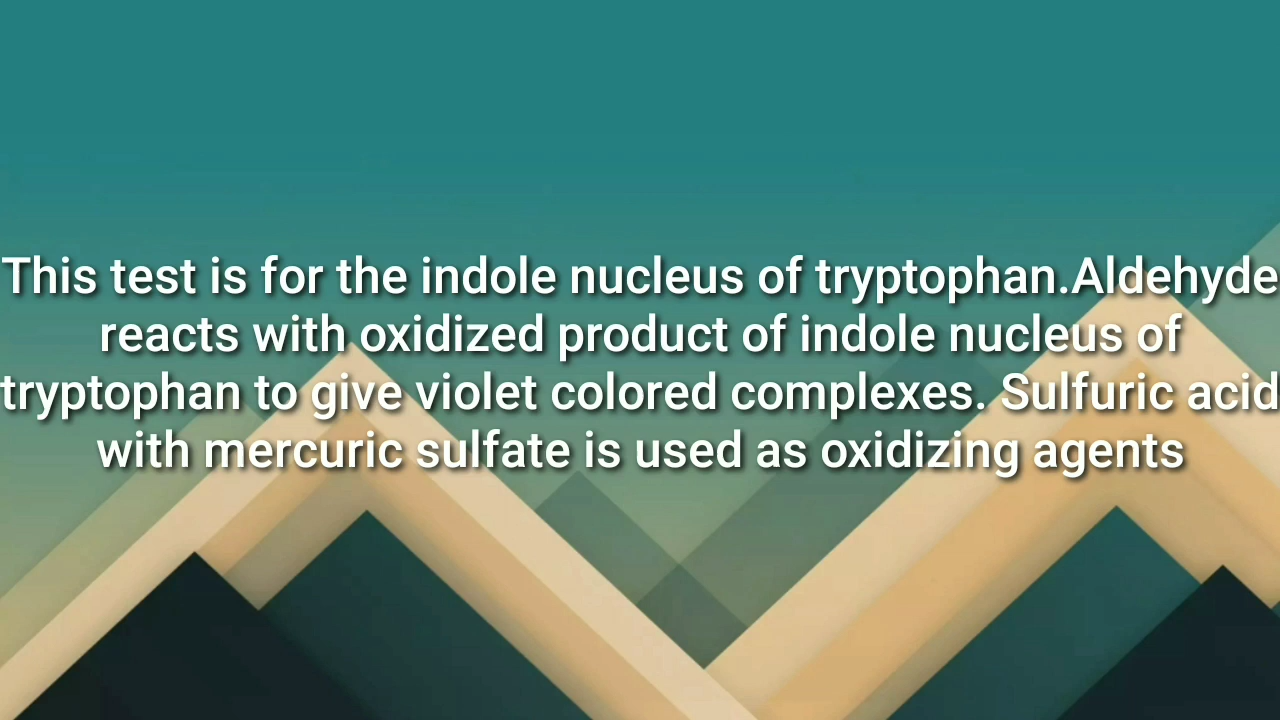 This test is for the indole nucleus of tryptophan.Aldehyde
reacts with oxidized product of indole nucleus of
tryptophan to give violet colored complexes. Sulfuric acid
with mercuric sulfate is used as oxidizing agents